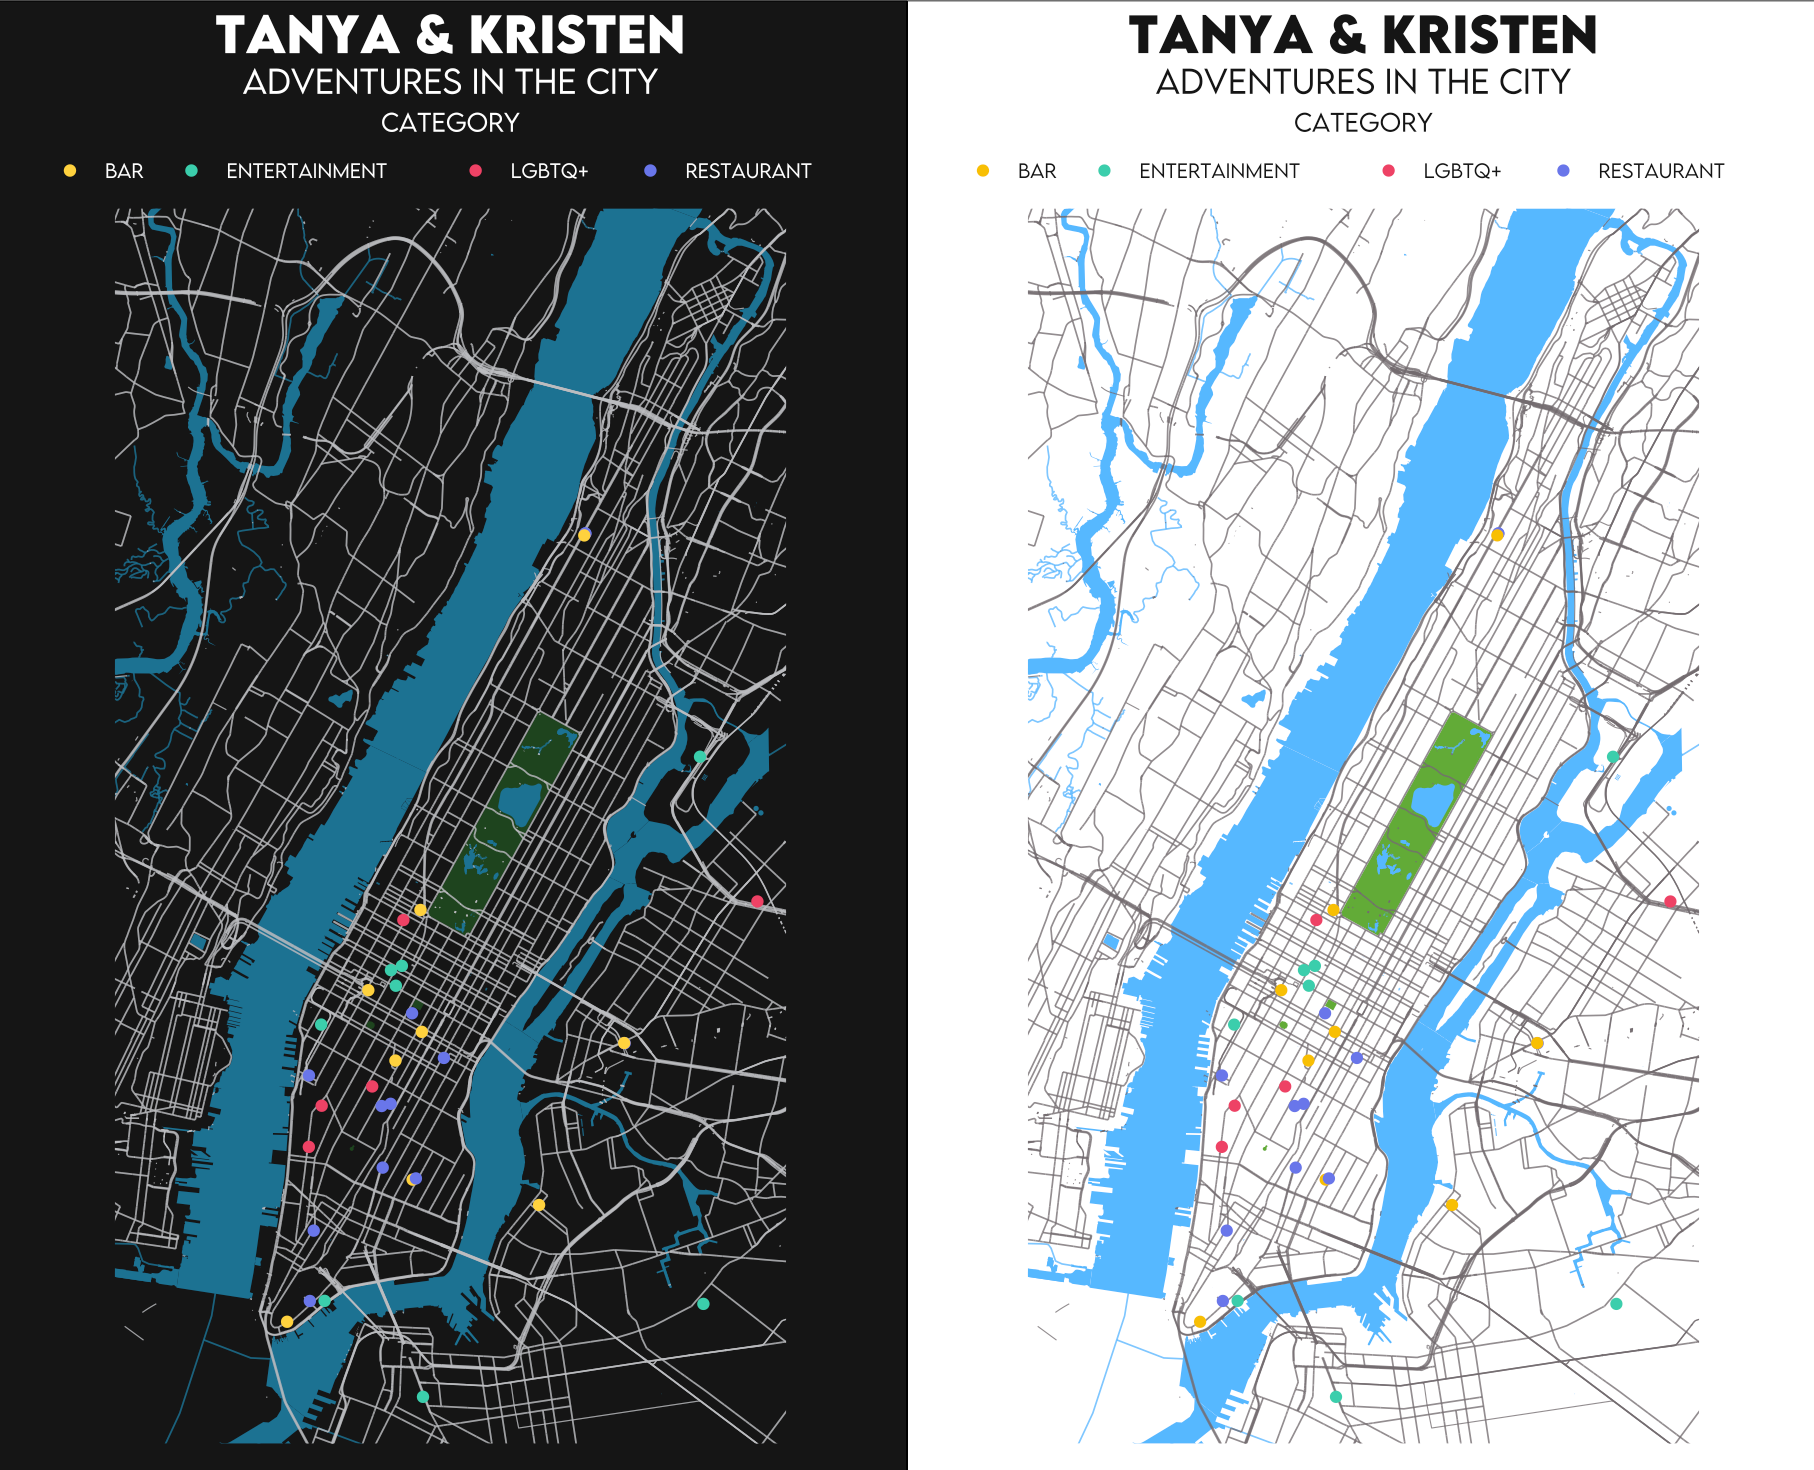 TANYA & KRISTEN
ADVENTURES IN THE CITY
CATEGORY
BAR ENTERTAINMENT LGBTQ+ RESTAURANT
TANYA & KRISTEN
ADVENTURES IN THE CITY
CATEGORY
BAR ENTERTAINMENT LGBTQ+ RESTAURANT